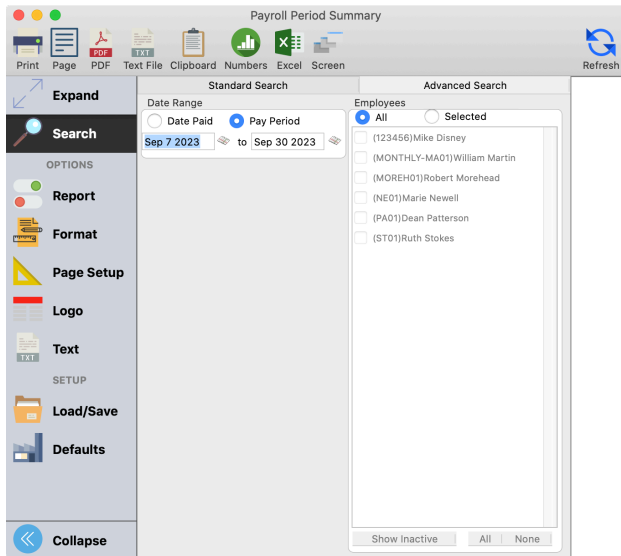 Payroll Period Summary
Print Page PDF Text File Clipboard Numbers Excel Screen Refresh
PDF
TXT
X
Standard Search Advanced Search
Expand
Search
OPTIONS
Report
Format
Page Setup
Logo
Text
TXT
SETUP
Load/Save
Defaults
Collapse
Date Range
Date Paid Pay Period
Sep 7 2023 to Sep 30 2023
Employees
All Selected
(123456)Mike Disney
(MONTHLY-MA01)William Martin
(MOREH01)Robert Morehead
(NE01)Marie Newell
(PA01)Dean Patterson
(ST01)Ruth Stokes
Show Inactive All None